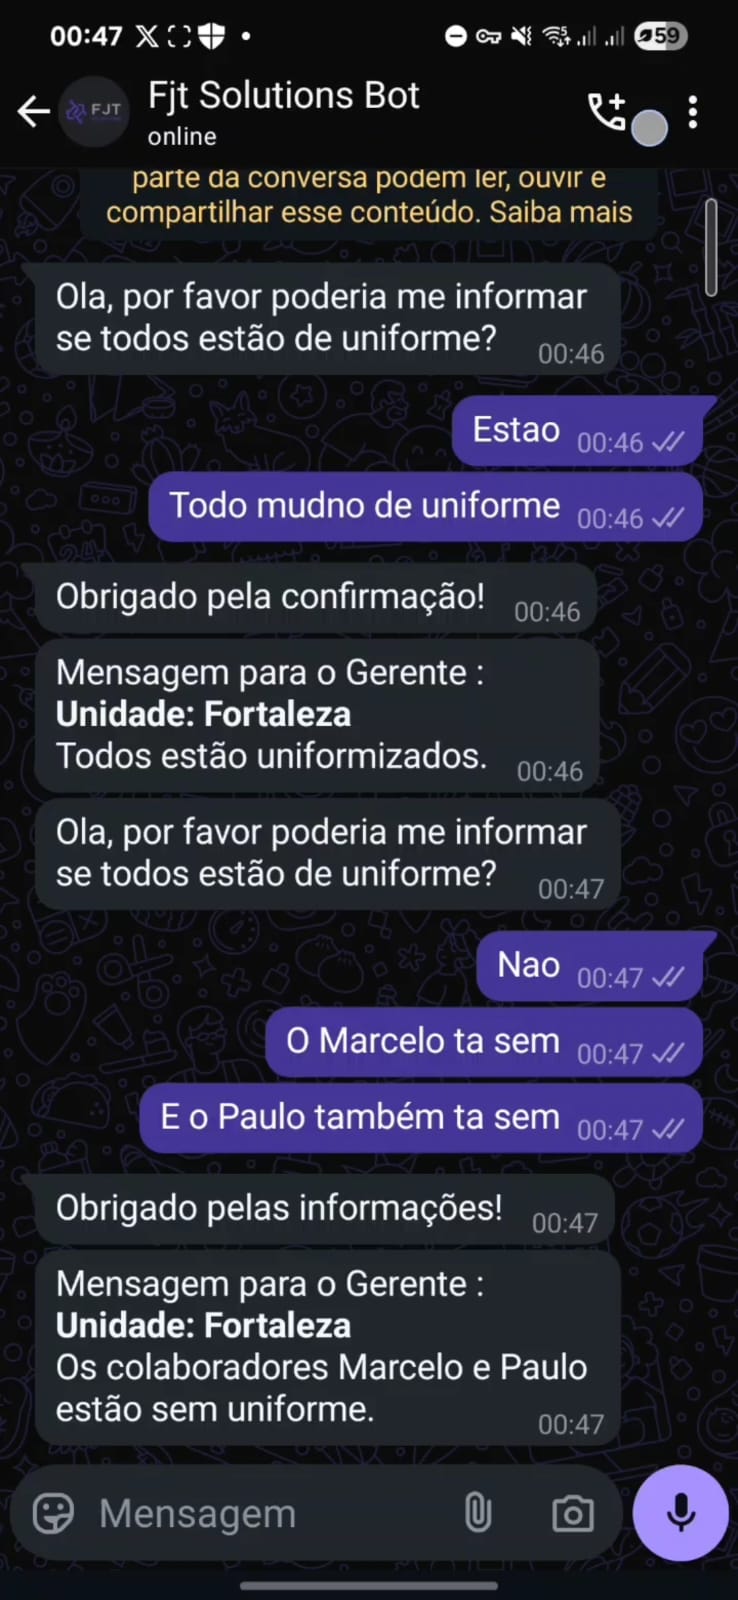 00:47
59
FJT
Fjt Solutions Bot
online
parte da conversa podem ler, ouvir e
compartilhar esse conteúdo. Saiba mais
Ola, por favor poderia me informar
se todos estão de uniforme? 00:46
Estao 00:46
Todo mudno de uniforme 00:46
Obrigado pela confirmação! 00:46
Mensagem para o Gerente :
Unidade: Fortaleza
Todos estão uniformizados. 00:46
Ola, por favor poderia me informar
se todos estão de uniforme? 00:47
Nao 00:47
O Marcelo ta sem 00:47
E o Paulo também ta sem 00:47
Obrigado pelas informações! 00:47
Mensagem para o Gerente :
Unidade: Fortaleza
Os colaboradores Marcelo e Paulo
estão sem uniforme. 00:47
Mensagem